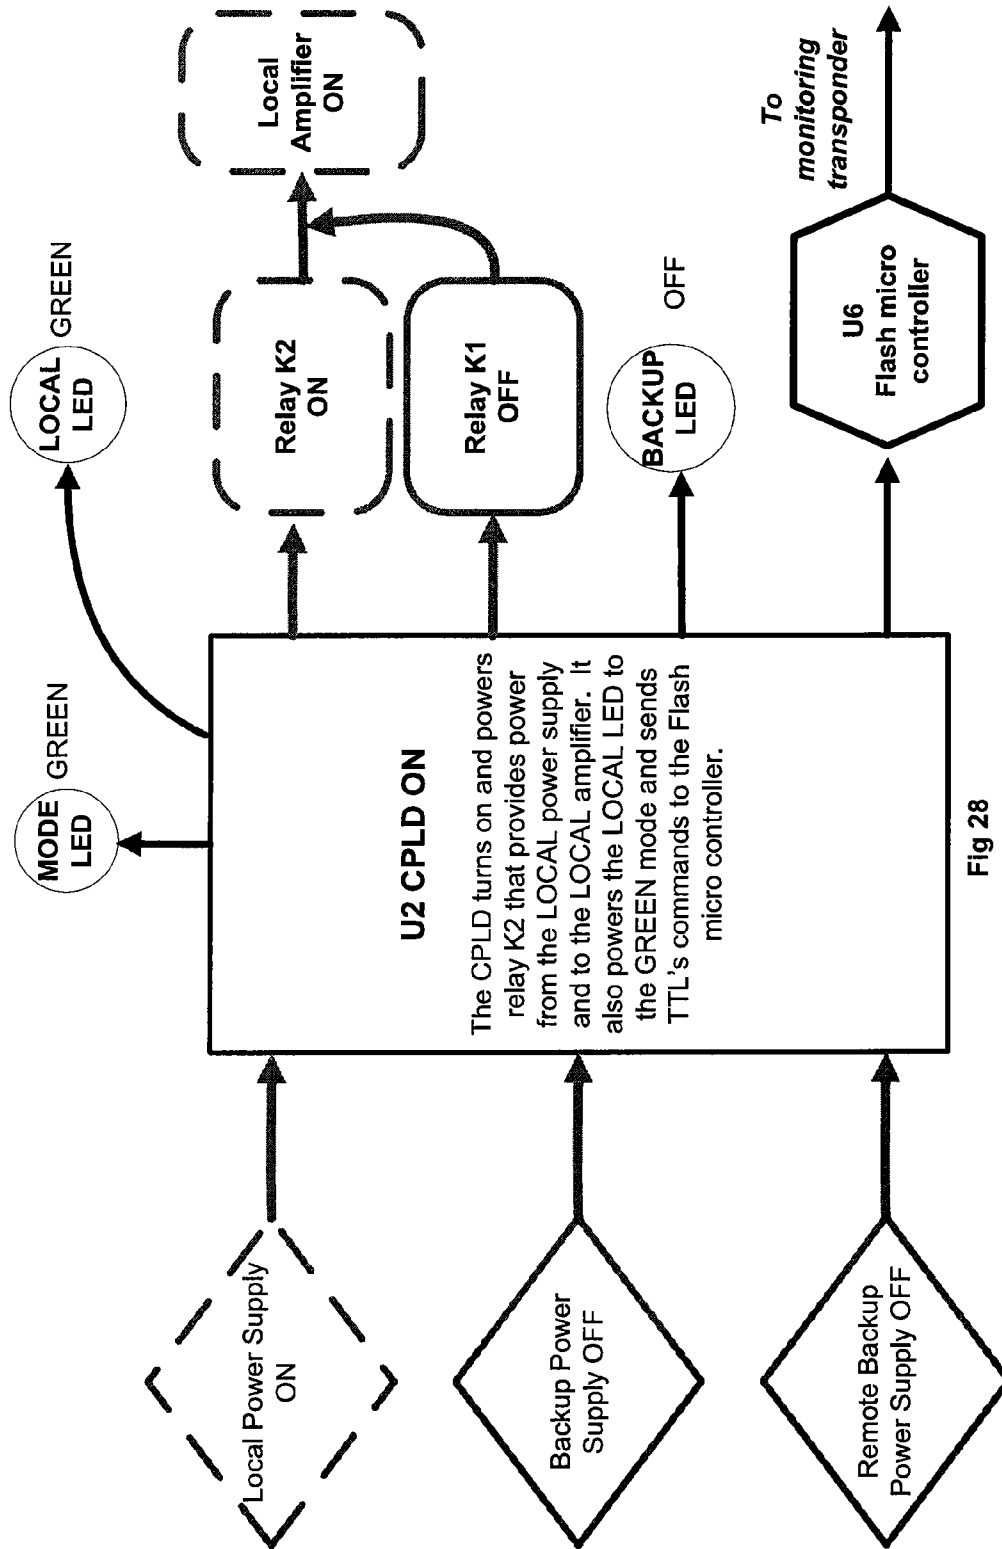 MODE
LED
GREEN
LOCAL
LED
GREEN
Local Power Supply
ON
Backup Power
Supply OFF
Remote Backup
Power Supply OFF
U2 CPLD ON
The CPLD turns on and powers
relay K2 that provides power
from the LOCAL power supply
and to the LOCAL amplifier. It
also powers the LOCAL LED to
the GREEN mode and sends
TTL's commands to the Flash
micro controller.
Relay K2
ON
Relay K1
OFF
Local
Amplifier
ON
BACKUP
LED
OFF
U6
Flash micro
controller
To
monitoring
transponder
Fig 28